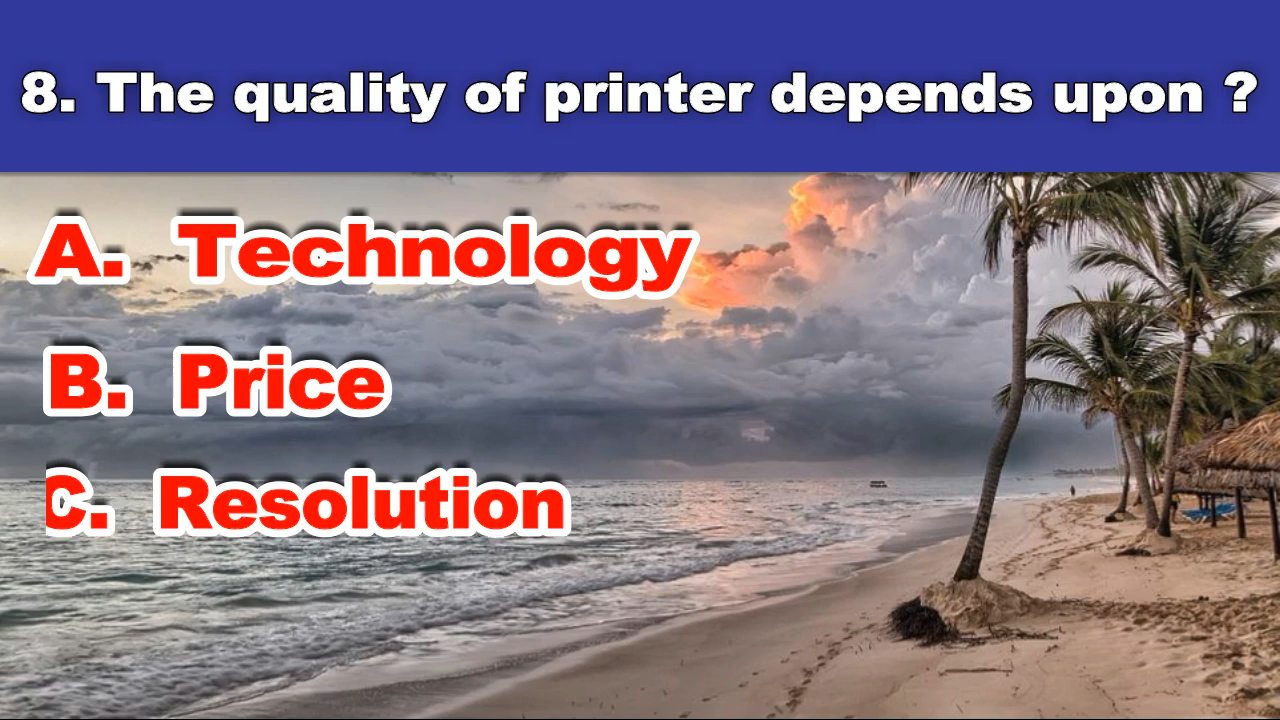 8. The quality of printer depends upon ?
A. Technology
B. Price
C. Resolution